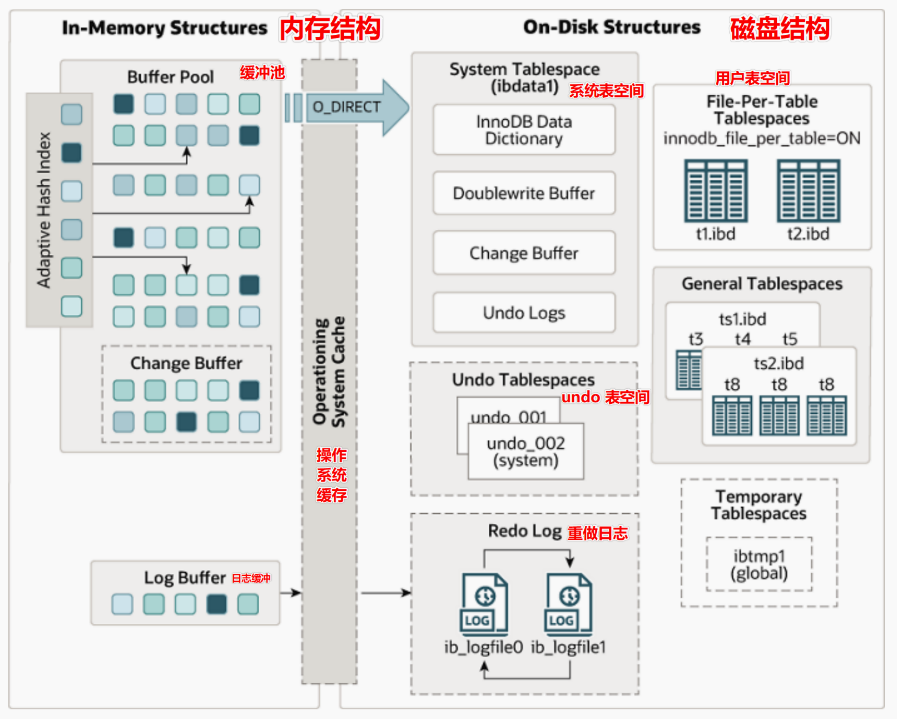 In-Memory Structures 内存结构
On-Disk Structures 磁盘结构
Buffer Pool 缓冲池
Adaptive Hash Index
Change Buffer
Log Buffer 日志缓冲
O_DIRECT
Operationing
System Cache
操作
系统
缓存
System Tablespace
(ibdata1) 系统表空间
InnoDB Data
Dictionary
Doublewrite Buffer
Change Buffer
Undo Logs
Undo Tablespaces
undo 表空间
undo_001
undo_002
(system)
Redo Log 重做日志
LOG
LOG
ib_logfile0 ib_logfile1
用户表空间
File-Per-Table
Tablespaces
innodb_file_per_table=ON
t1.ibd t2.ibd
General Tablespaces
ts1.ibd
t3 t4 t5
ts2.ibd
t8 t8 t8
Temporary
Tablespaces
ibtmp1
(global)